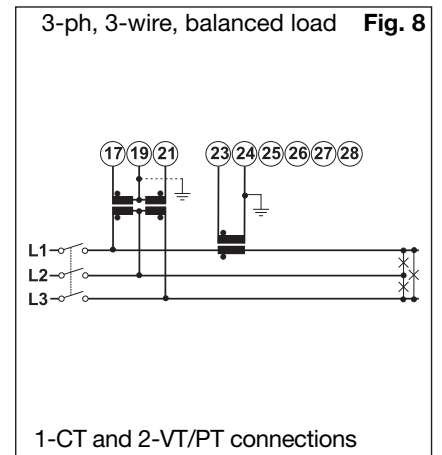 3-ph, 3-wire, balanced load Fig. 8
17 19 21 23 24 25 26 27 28
L1
L2
L3
1-CT and 2-VT/PT connections